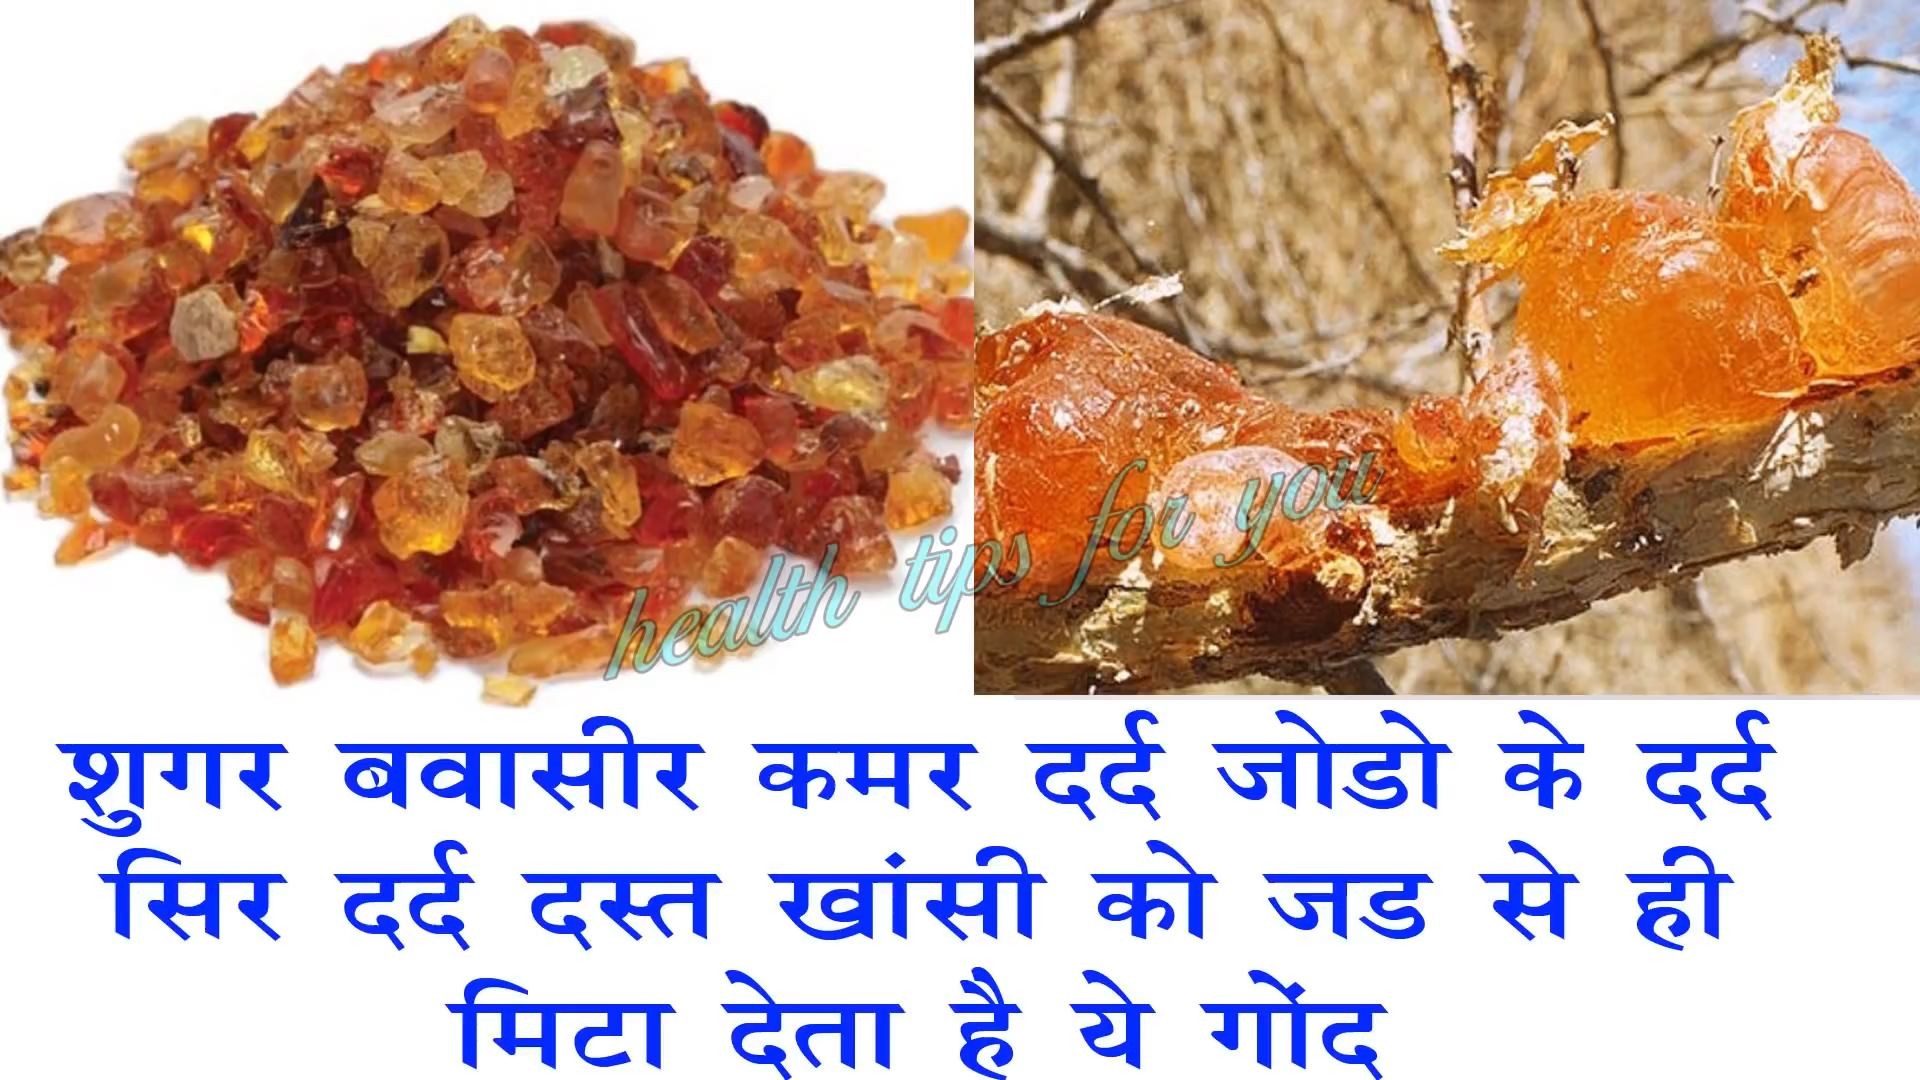 health tips for you
शुगर बवासीर कमर दर्द जोडो के दर्द
सिर दर्द दस्त खांसी को जड से ही
मिटा देता है ये गोंद